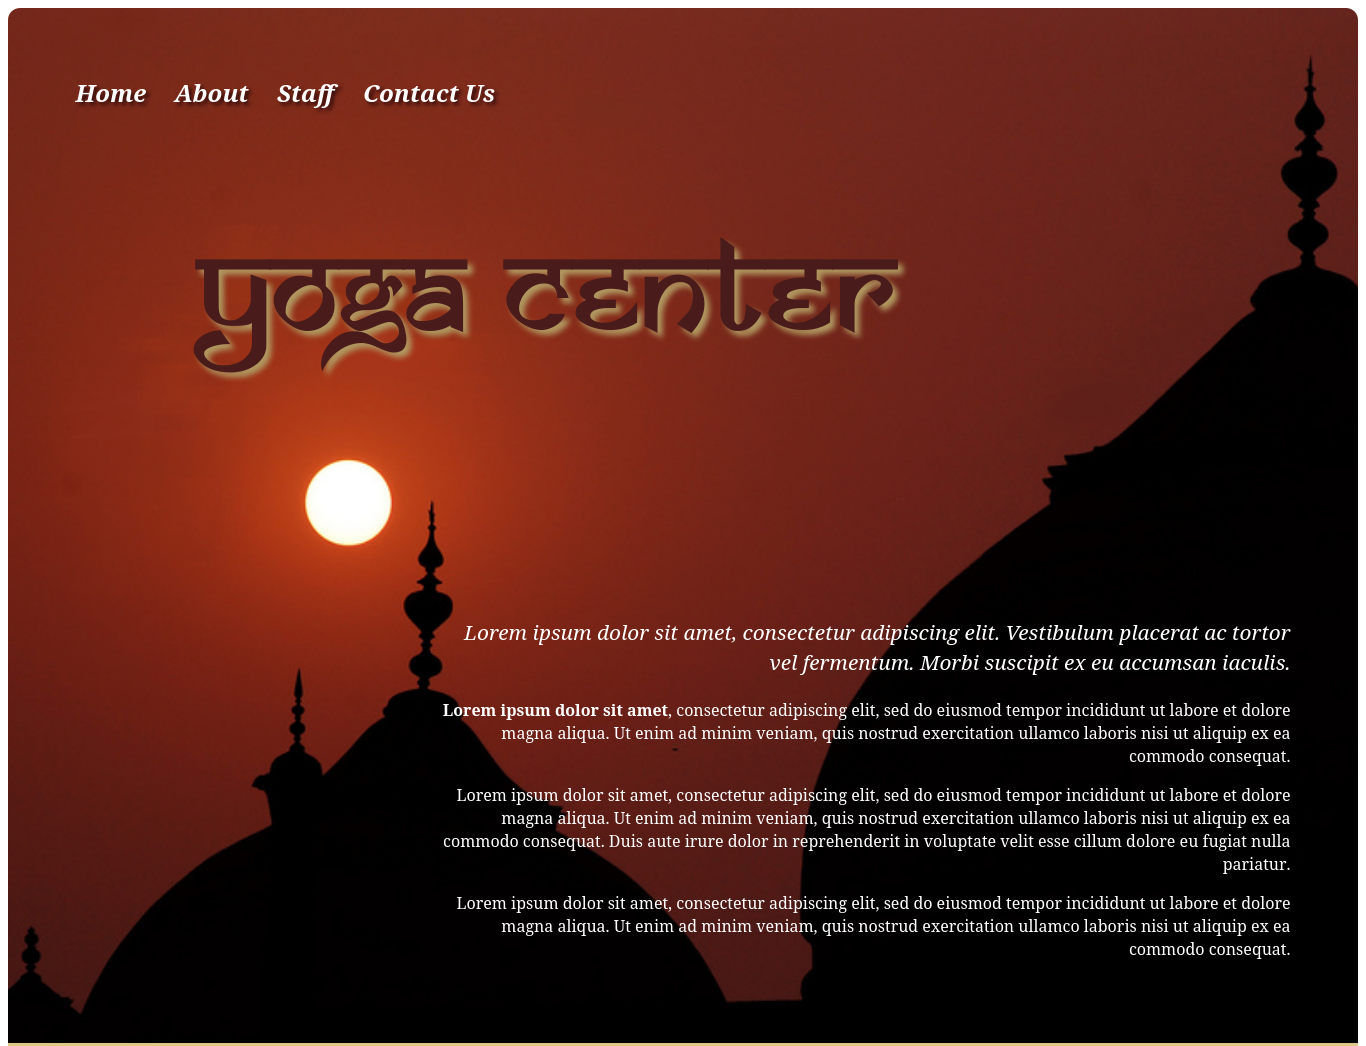 Home About Staff Contact Us
Yoga Center
Lorem ipsum dolor sit amet, consectetur adipiscing elit. Vestibulum placerat ac tortor
vel fermentum. Morbi suscipit ex eu accumsan iaculis.
Lorem ipsum dolor sit amet, consectetur adipiscing elit, sed do eiusmod tempor incididunt ut labore et dolore
magna aliqua. Ut enim ad minim veniam, quis nostrud exercitation ullamco laboris nisi ut aliquip ex ea
commodo consequat.
Lorem ipsum dolor sit amet, consectetur adipiscing elit, sed do eiusmod tempor incididunt ut labore et dolore
magna aliqua. Ut enim ad minim veniam, quis nostrud exercitation ullamco laboris nisi ut aliquip ex ea
commodo consequat. Duis aute irure dolor in reprehenderit in voluptate velit esse cillum dolore eu fugiat nulla
pariatur.
Lorem ipsum dolor sit amet, consectetur adipiscing elit, sed do eiusmod tempor incididunt ut labore et dolore
magna aliqua. Ut enim ad minim veniam, quis nostrud exercitation ullamco laboris nisi ut aliquip ex ea
commodo consequat.